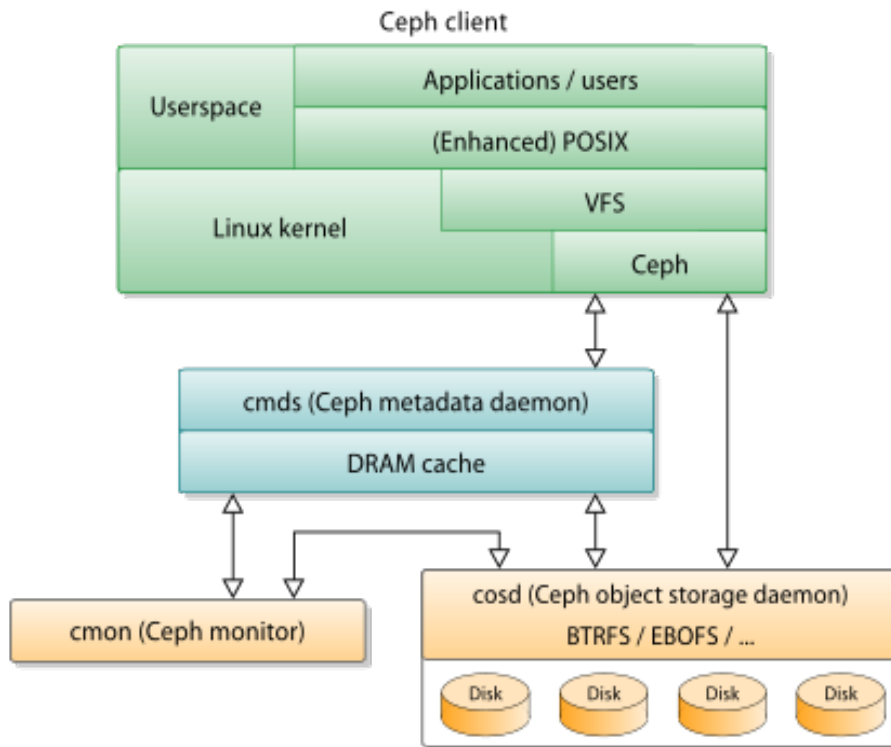 Ceph client
Userspace
Applications / users
(Enhanced) POSIX
Linux kernel
VFS
Ceph
cmds (Ceph metadata daemon)
DRAM cache
cmon (Ceph monitor)
cosd (Ceph object storage daemon)
BTRFS / EBOFS / ...
Disk
Disk
Disk
Disk